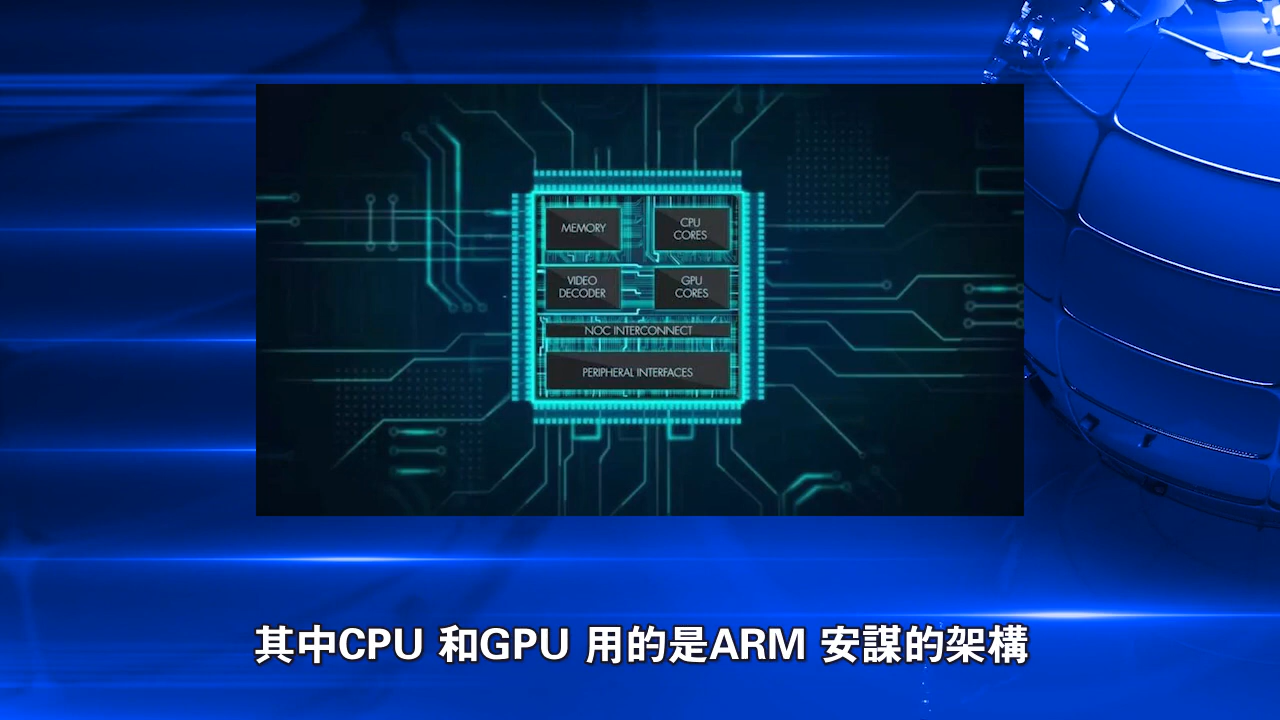 MEMORY
CPU
CORES
VIDEO
DECODER
GPU
CORES
NOC INTERCONNECT
PERIPHERAL INTERFACES
其中CPU 和GPU 用的是ARM 安謀的架構